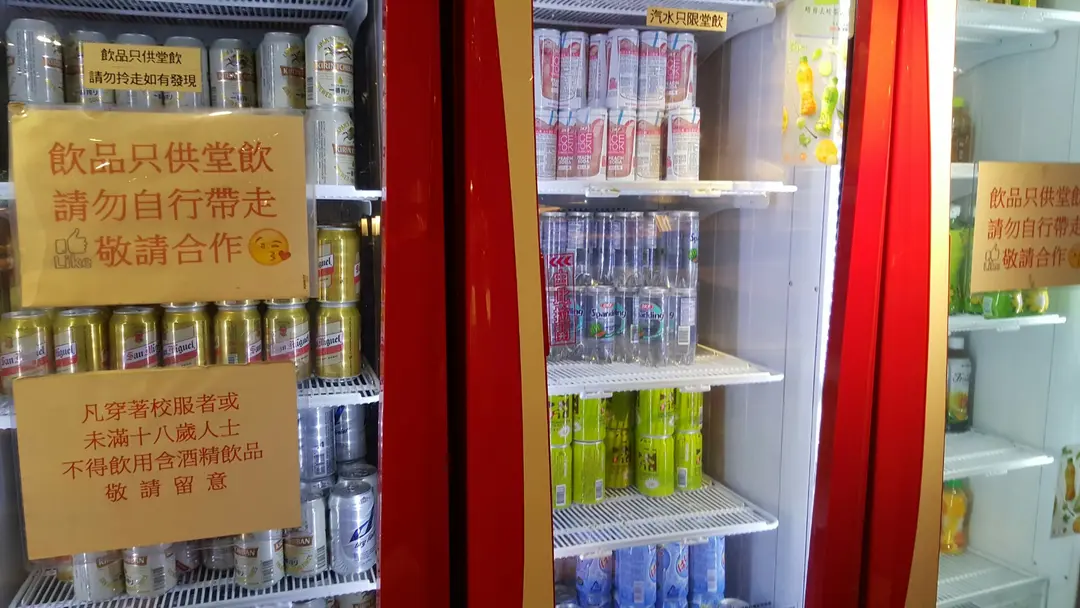 飲品只供堂飲
請勿拎走如有發現
飲品只供堂飲
請勿自行帶走
Like 敬請合作
San Miguel
凡穿著校服者或
未滿十八歲人士
不得飲用含酒精飲品
敬請留意
KIRIN
汽水只限堂飲
Sparkling
飲品只供堂飲
請勿自行帶走
敬請合作